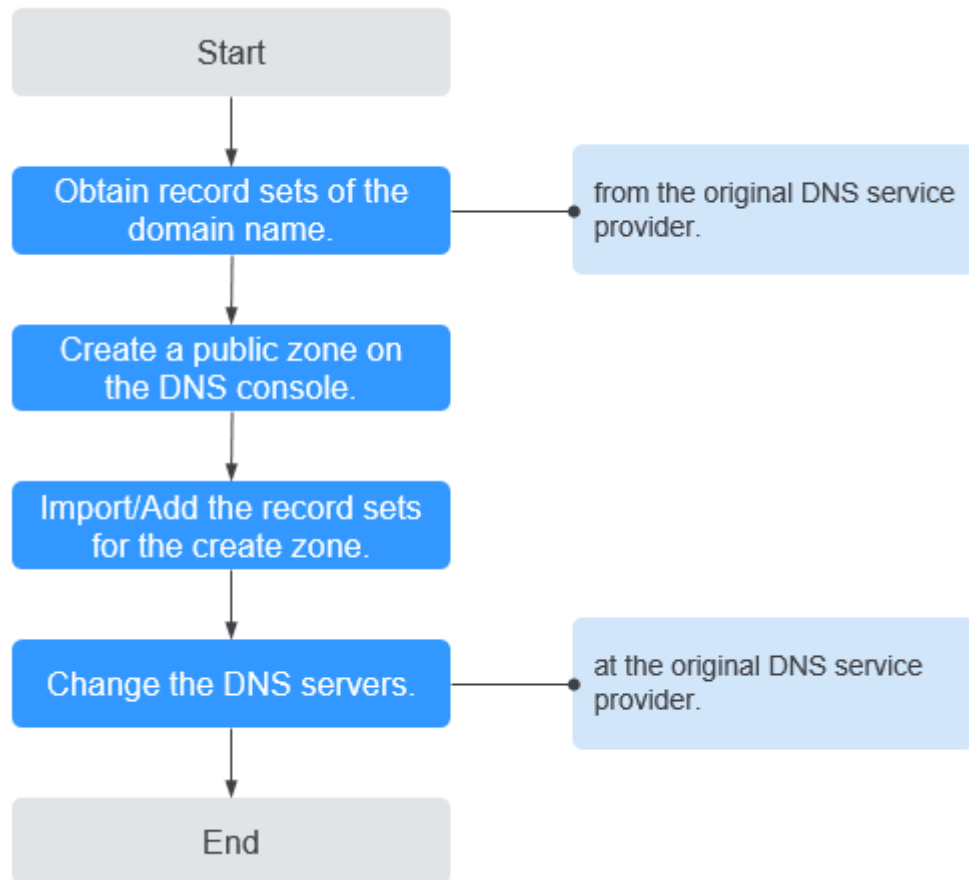 Start
Obtain record sets of the
domain name.
from the original DNS service
provider.
Create a public zone on
the DNS console.
Import/Add the record sets
for the create zone.
Change the DNS servers.
at the original DNS service
provider.
End